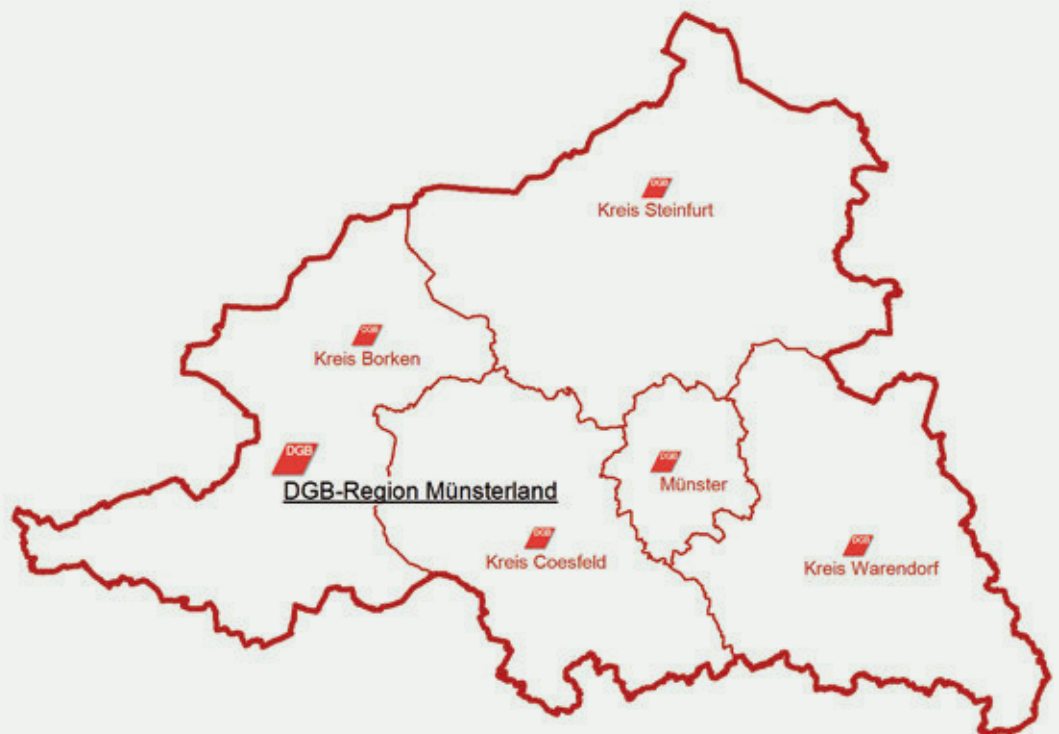 DGB
Kreis Steinfurt
DGB
Kreis Borken
DGB
DGB-Region Münsterland
DGB
Münster
DGB
Kreis Coesfeld
DGB
Kreis Warendorf